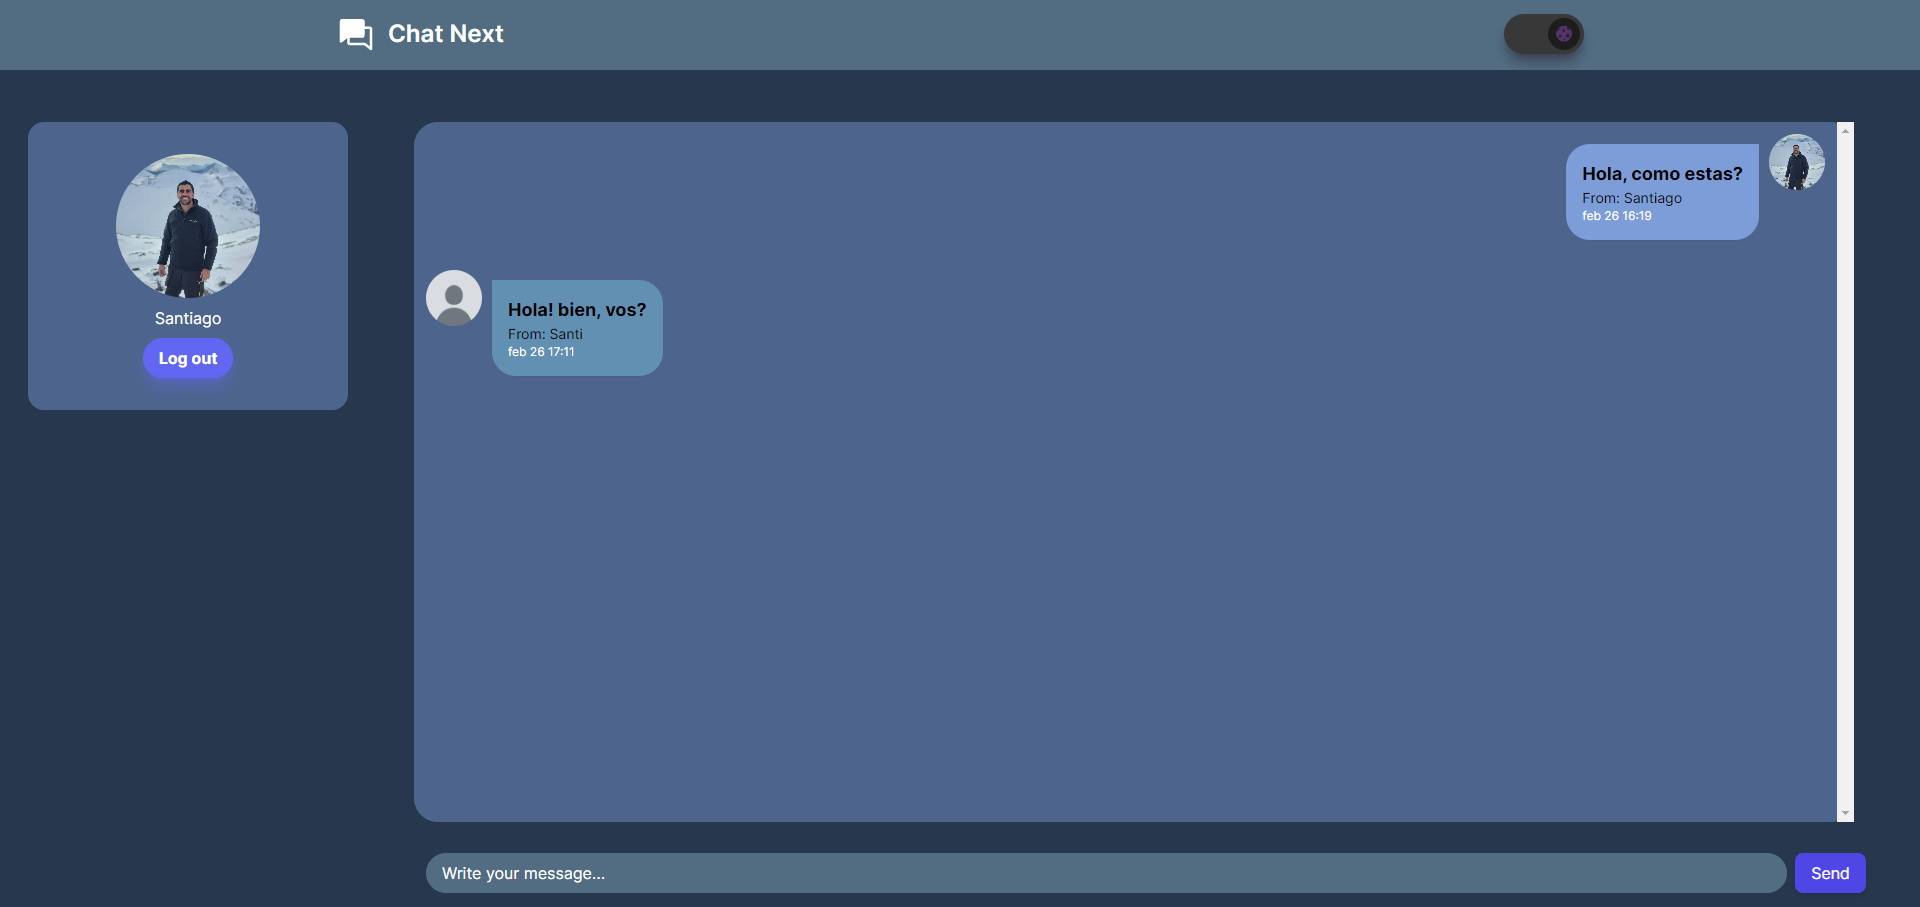 Chat Next
Santiago
Log out
Hola, como estas?
From: Santiago
feb 26 16:19
Hola! bien, vos?
From: Santi
feb 26 17:11
Write your message...
Send